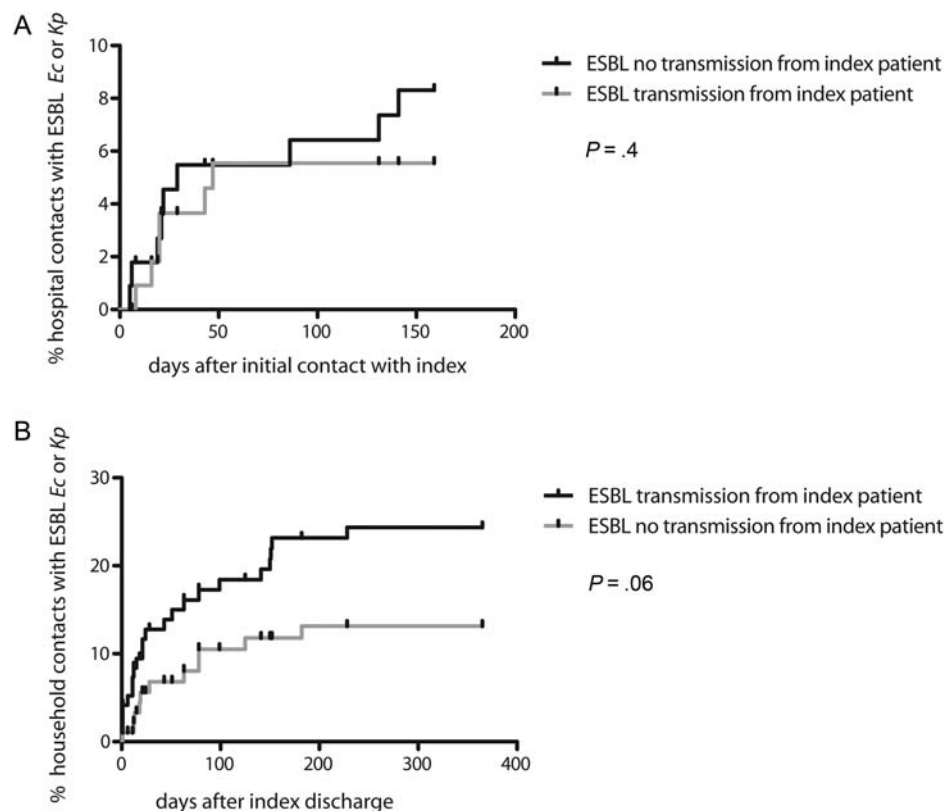 A
% hospital contacts with ESBL Ec or Kp
10
8
6
4
2
0
0 50 100 150 200
days after initial contact with index
ESBL no transmission from index patient
ESBL transmission from index patient
P = .4
B
% household contacts with ESBL Ec or Kp
30
20
10
0
0 100 200 300 400
days after index discharge
ESBL transmission from index patient
ESBL no transmission from index patient
P = .06